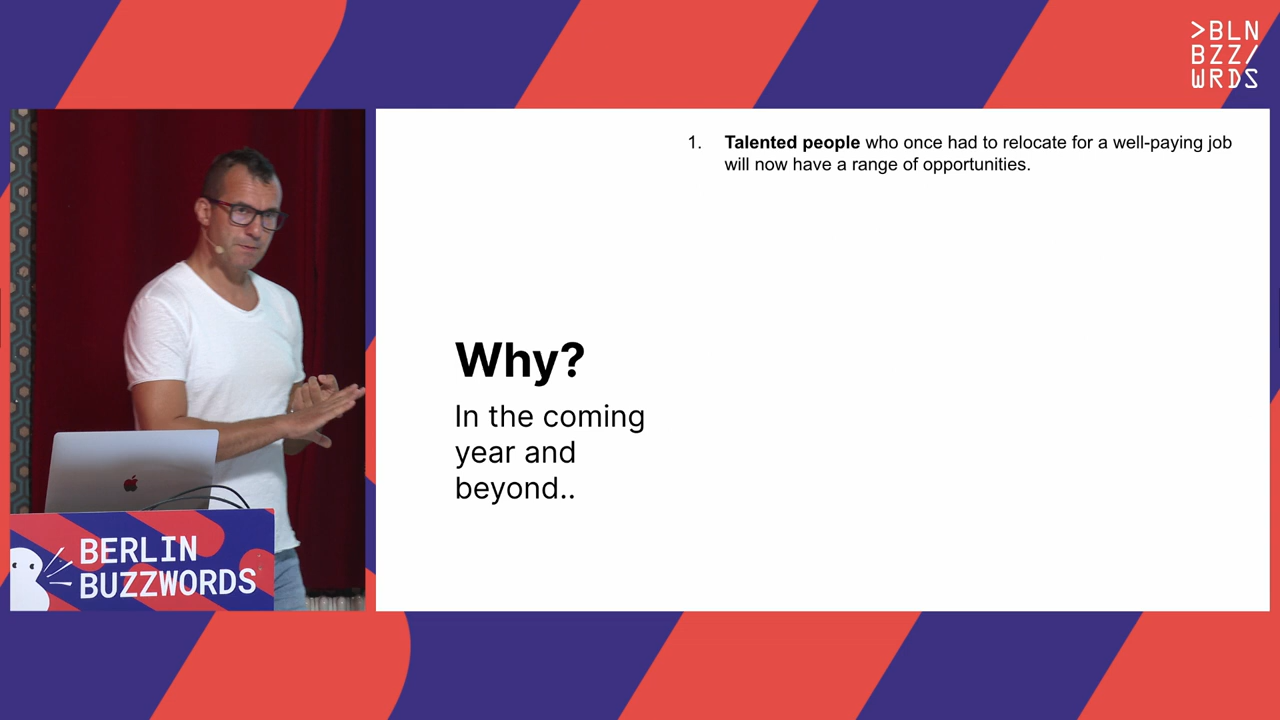 >BLN
BZZ/
WRDS
1. Talented people who once had to relocate for a well-paying job
will now have a range of opportunities.
Why?
In the coming
year and
beyond..
BERLIN
BUZZWORDS